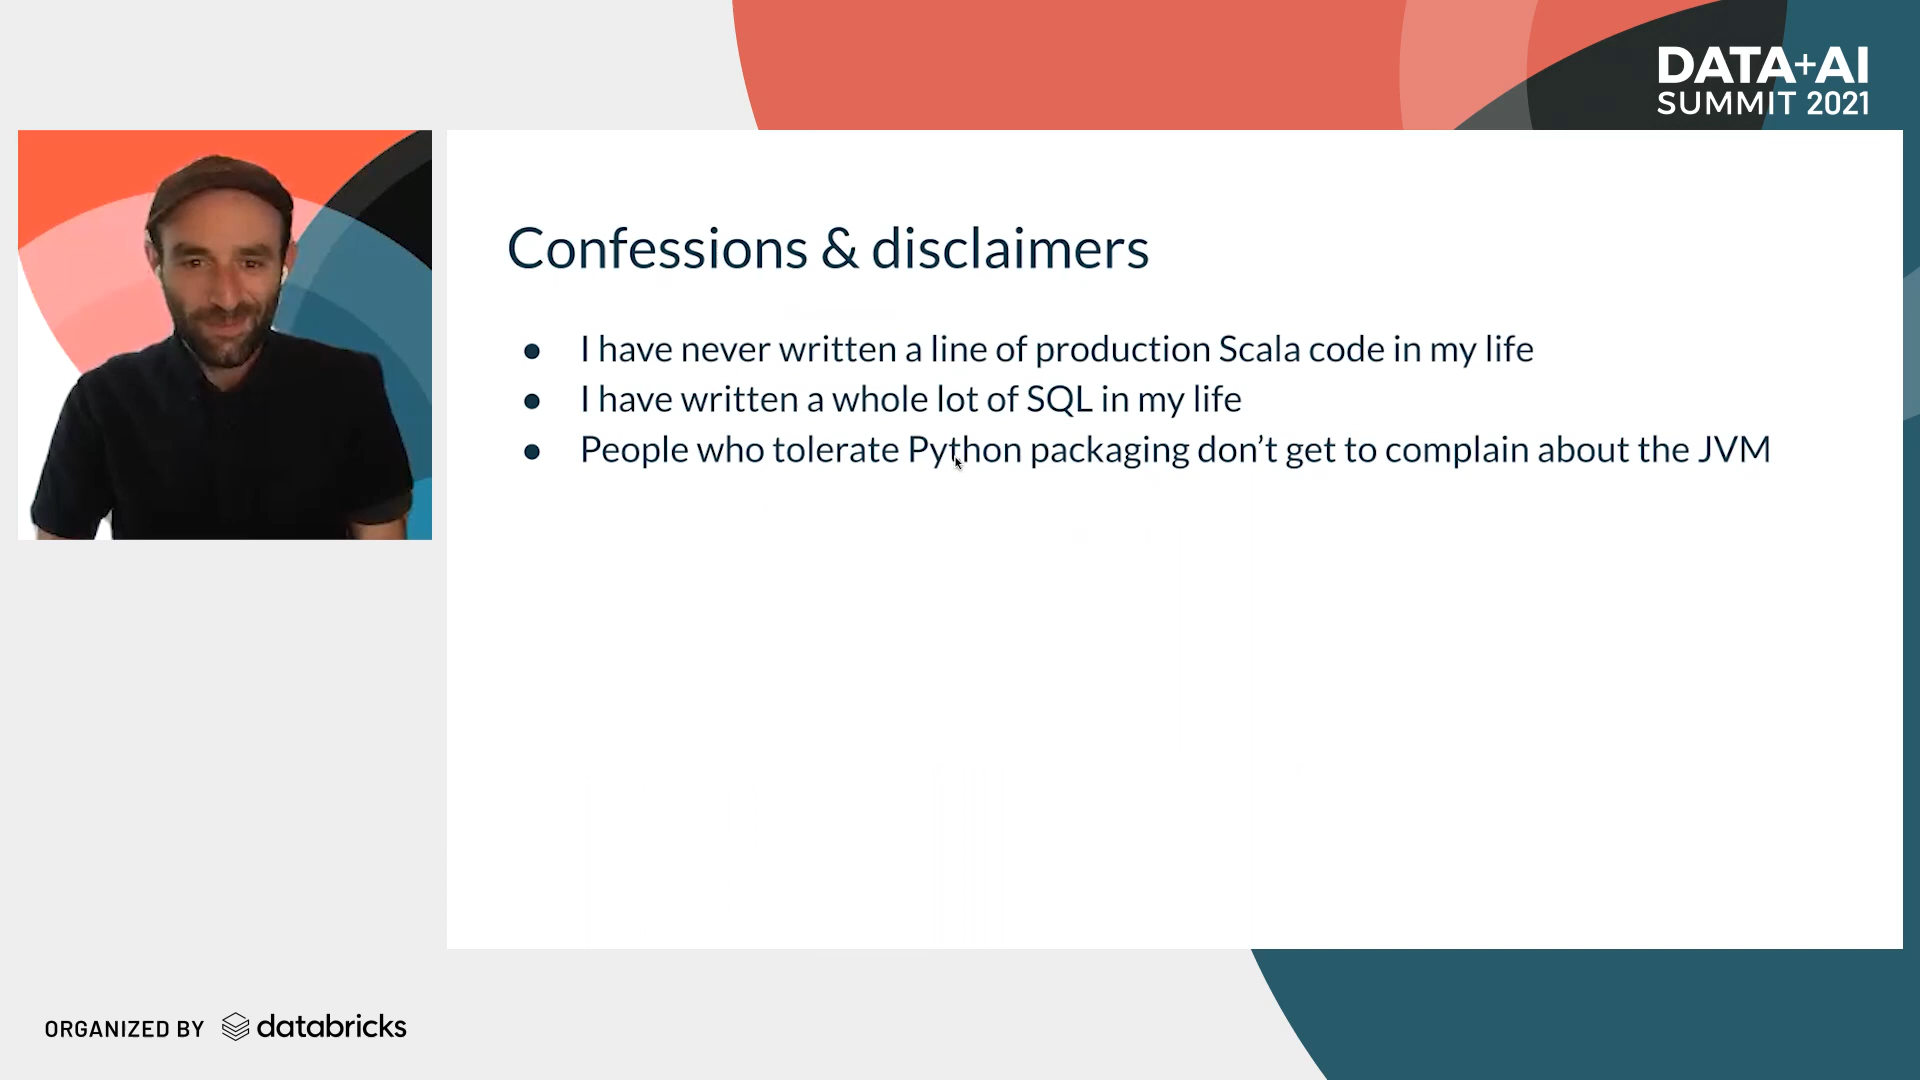 DATA+AI
SUMMIT 2021
Confessions & disclaimers
● I have never written a line of production Scala code in my life
● I have written a whole lot of SQL in my life
● People who tolerate Python packaging don’t get to complain about the JVM
ORGANIZED BY databricks